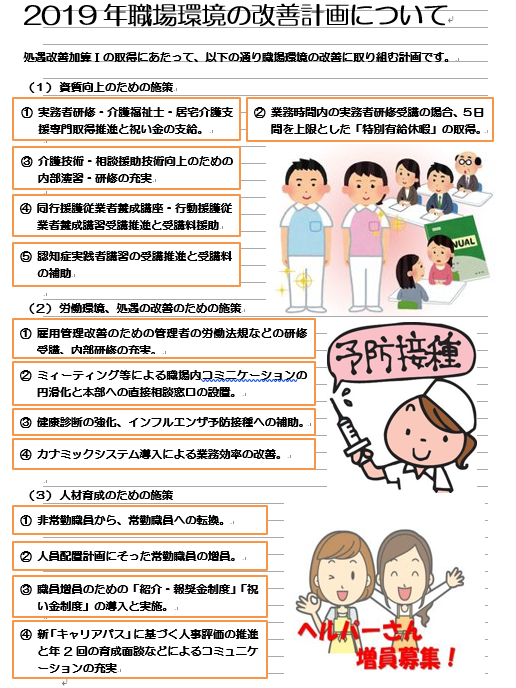 2019年職場環境の改善計画について
処遇改善加算Ⅰの取得にあたって、以下の通り職場環境の改善に取り組む計画です。
（１）資質向上のための施策
① 実務者研修・介護福祉士・居宅介護支
援専門取得推進と祝い金の支給。
② 業務時間内の実務者研修受講の場合、５日
間を上限とした「特別有給休暇」の取得。
③ 介護技術・相談援助技術向上のための
内部演習・研修の充実
④ 同行援護従業者養成講座・行動援護従
業者養成講習受講推進と受講料援助
⑤ 認知症実践者講習の受講推進と受講料
の補助
（２）労働環境、処遇の改善のための施策
① 雇用管理改善のための管理者の労働法規などの研修
受講、内部研修の充実。
② ミィーティング等による職場内コミニケーションの
円滑化と本部への直接相談窓口の設置。
③ 健康診断の強化、インフルエンザ予防接種への補助。
④ カナミックシステム導入による業務効率の改善。
予防接種
（３）人材育成のための施策
① 非常勤職員から、常勤職員への転換。
② 人員配置計画にそった常勤職員の増員。
③ 職員増員のための「紹介・報奨金制度」「祝
い金制度」の導入と実施。
④ 新「キャリアパス」に基づく人事評価の推進
と年２回の育成面談などによるコミュニケ
ーションの充実
ヘルパーさん
増員募集！